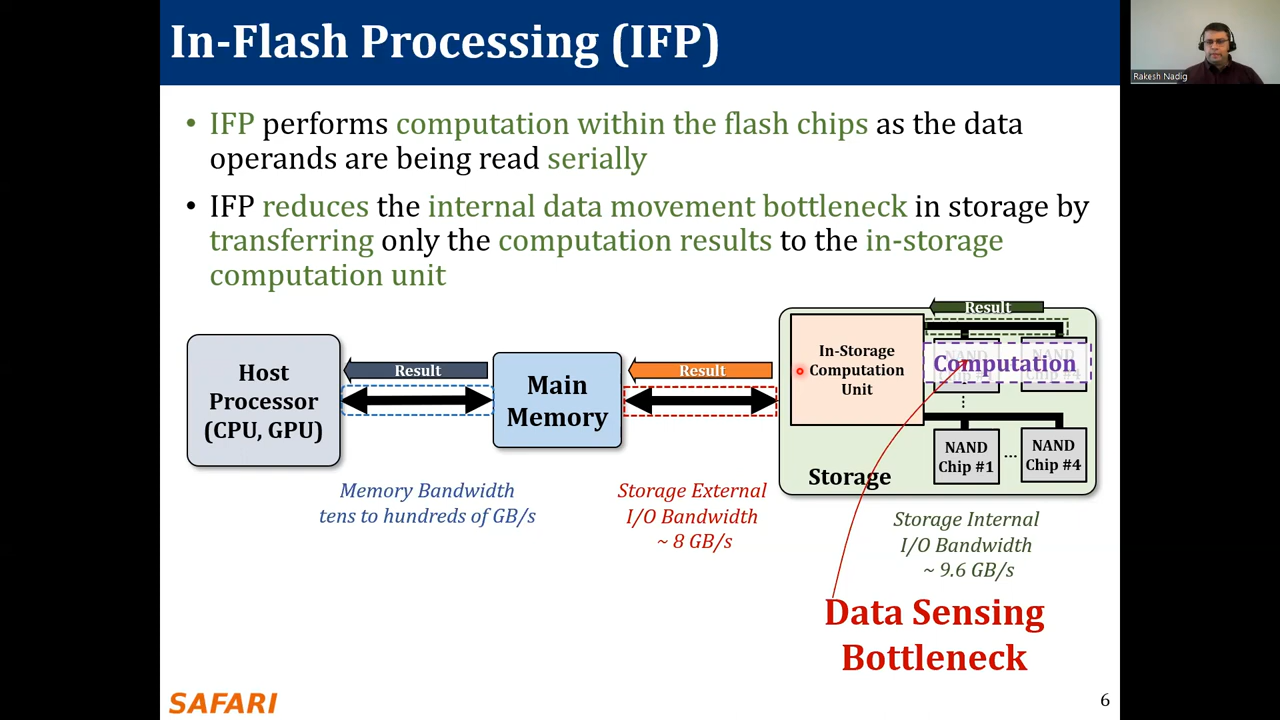 In-Flash Processing (IFP)
Rakesh Nadig
• IFP performs computation within the flash chips as the data
operands are being read serially
• IFP reduces the internal data movement bottleneck in storage by
transferring only the computation results to the in-storage
computation unit
Host
Processor
(CPU, GPU)
Result
Main
Memory
Result
In-Storage
Computation
Unit
Result
Computation
NAND
Chip #1
...
NAND
Chip #4
Storage
Memory Bandwidth
tens to hundreds of GB/s
Storage External
I/O Bandwidth
~ 8 GB/s
Storage Internal
I/O Bandwidth
~ 9.6 GB/s
Data Sensing
Bottleneck
SAFARI
6